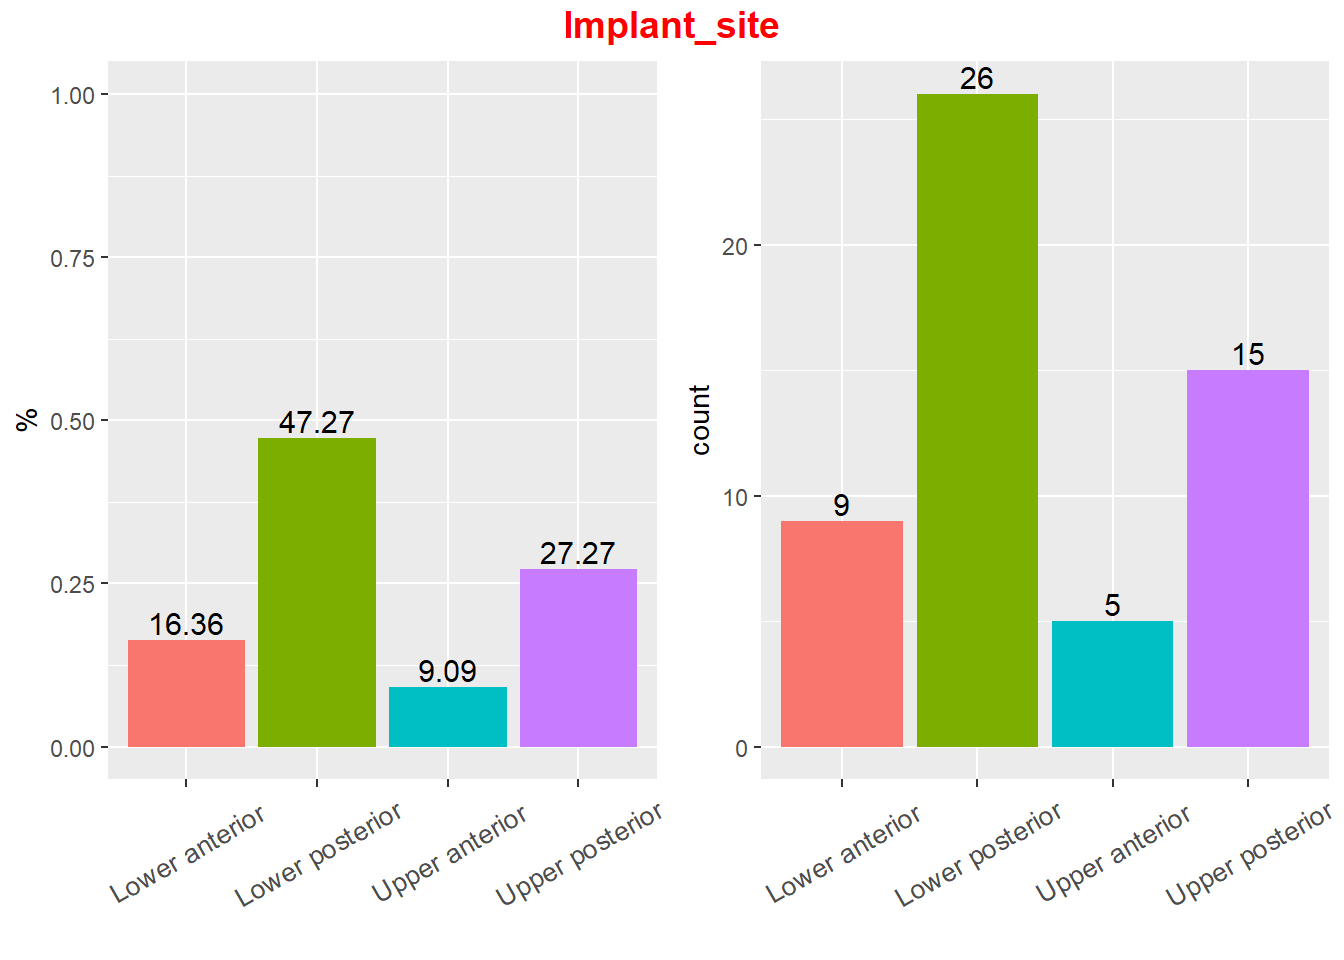 Implant_site
1.00
0.75
0.50
0.25
0.00
%
16.36
47.27
9.09
27.27
Lower anterior
Lower posterior
Upper anterior
Upper posterior
20
10
0
count
9
26
5
15
Lower anterior
Lower posterior
Upper anterior
Upper posterior